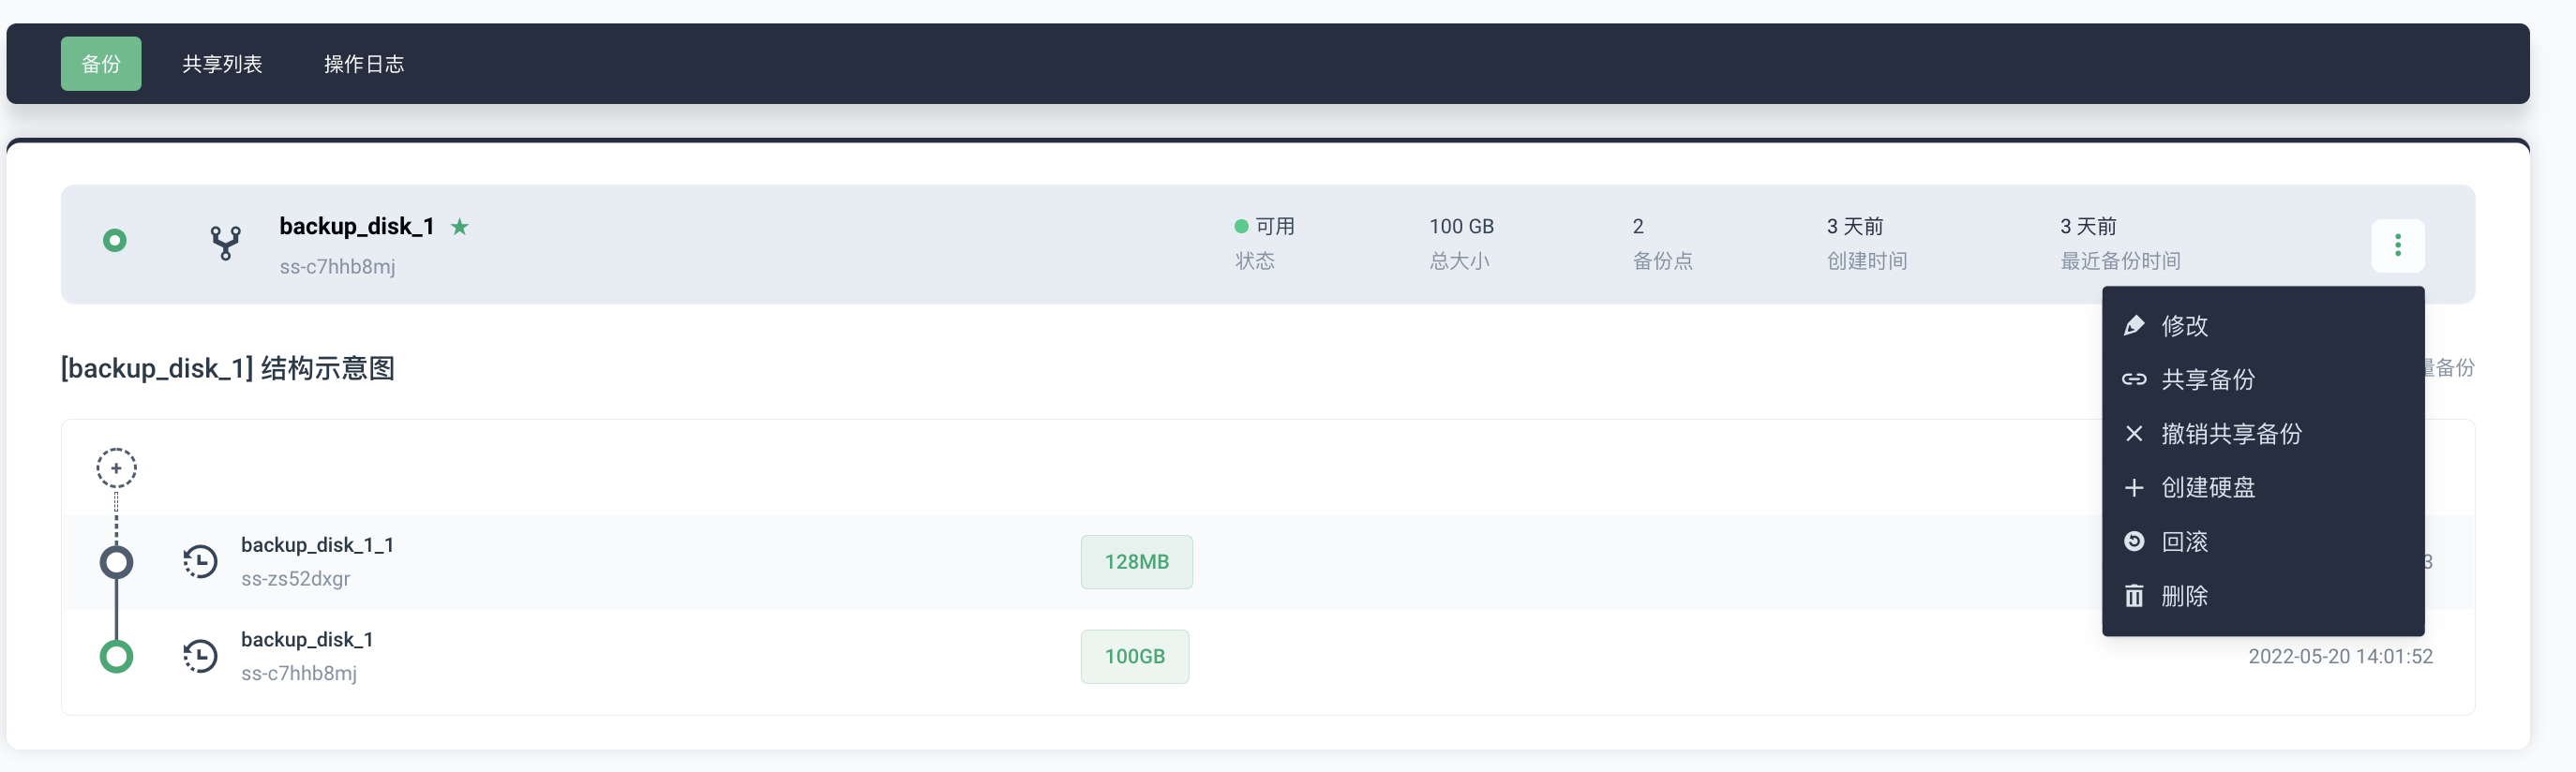 备份 共享列表 操作日志
backup_disk_1 可用 100 GB 2 3 天前 3 天前
ss-c7hhb8mj 状态 总大小 备份点 创建时间 最近备份时间
修改
[backup_disk_1] 结构示意图 备份
共享备份
撤销共享备份
创建硬盘
backup_disk_1_1
ss-zs52dxgr 128MB 回滚 3
删除
backup_disk_1
ss-c7hhb8mj 100GB 2022-05-20 14:01:52